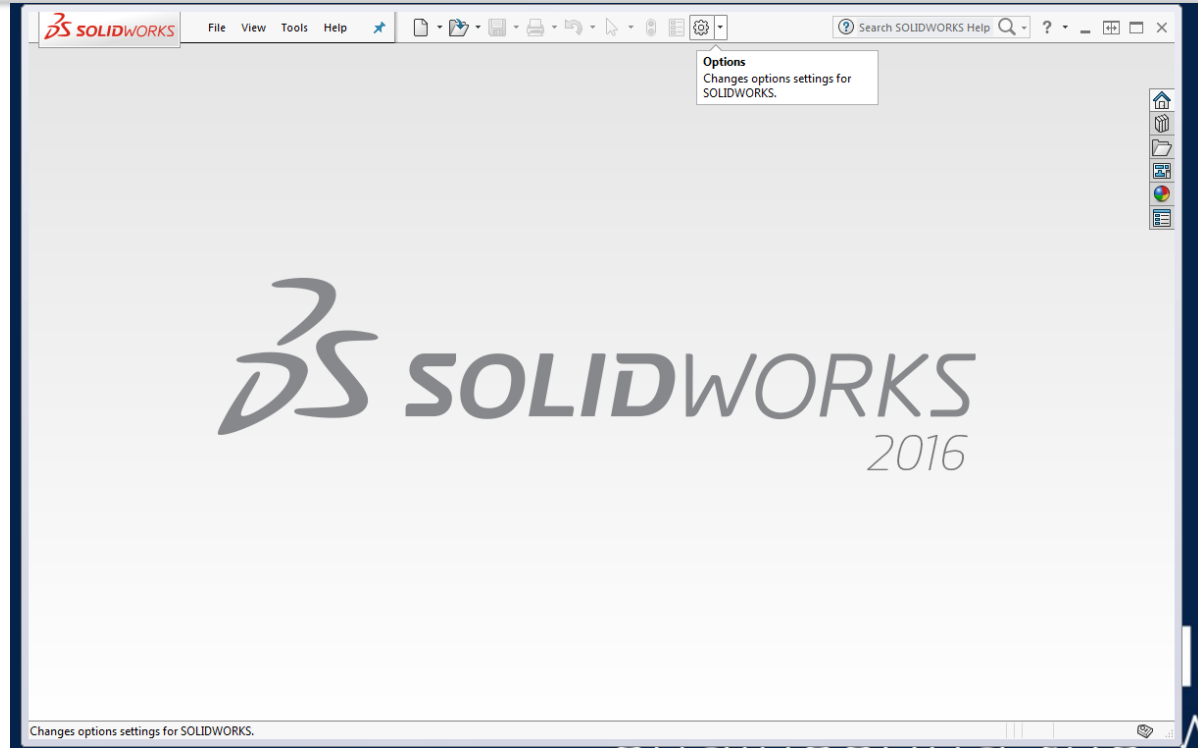 SOLIDWORKS File View Tools Help Search SOLIDWORKS Help ?
Options
Changes options settings for
SOLIDWORKS.
SOLIDWORKS
2016
Changes options settings for SOLIDWORKS.